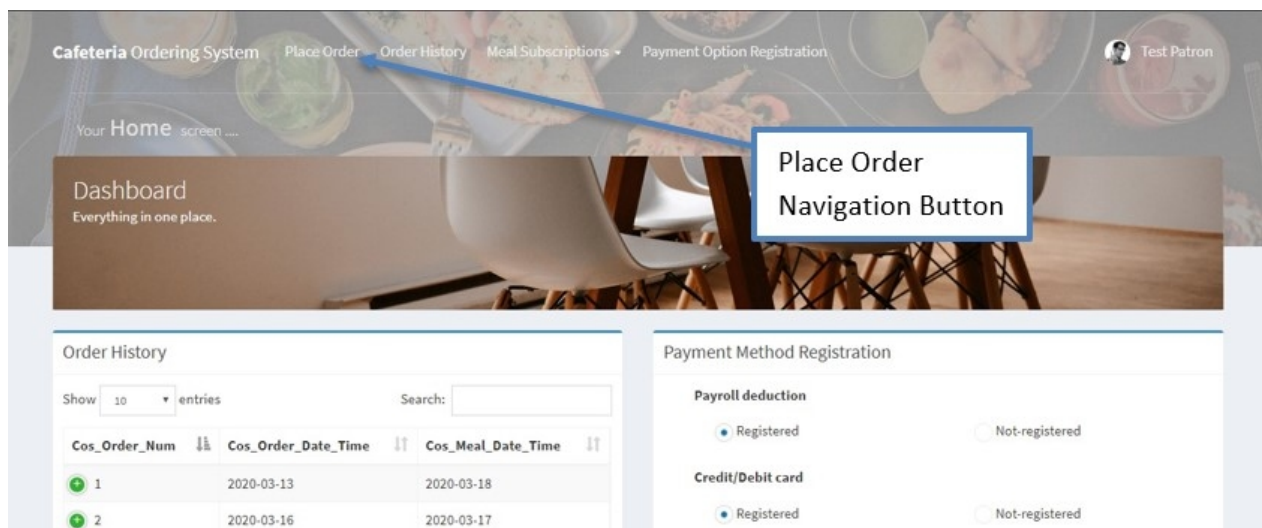 Cafeteria Ordering System Place Order Order History Meal Subscriptions Payment Option Registration Test Patron
Your Home screen ....
Place Order
Navigation Button
Dashboard
Everything in one place.
Order History
Show 10 entries Search:
Cos_Order_Num Cos_Order_Date_Time Cos_Meal_Date_Time
1 2020-03-13 2020-03-18
2 2020-03-16 2020-03-17
Payment Method Registration
Payroll deduction
Registered Not-registered
Credit/Debit card
Registered Not-registered